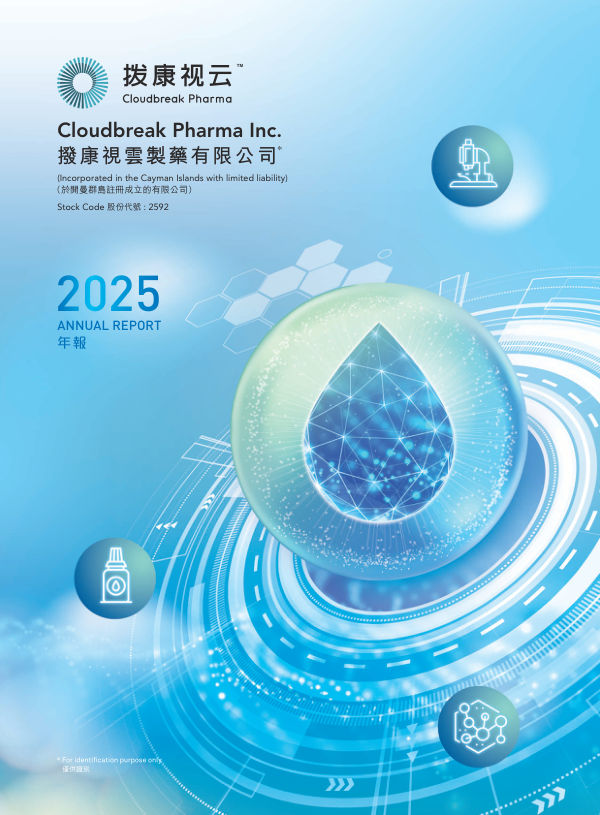 拨康视云™
Cloudbreak Pharma
Cloudbreak Pharma Inc.
撥康視雲製藥有限公司*
(Incorporated in the Cayman Islands with limited liability)
(於開曼群島註冊成立的有限公司)
Stock Code 股份代號 : 2592
2025
ANNUAL REPORT
年報
* For identification purpose only
僅供識別